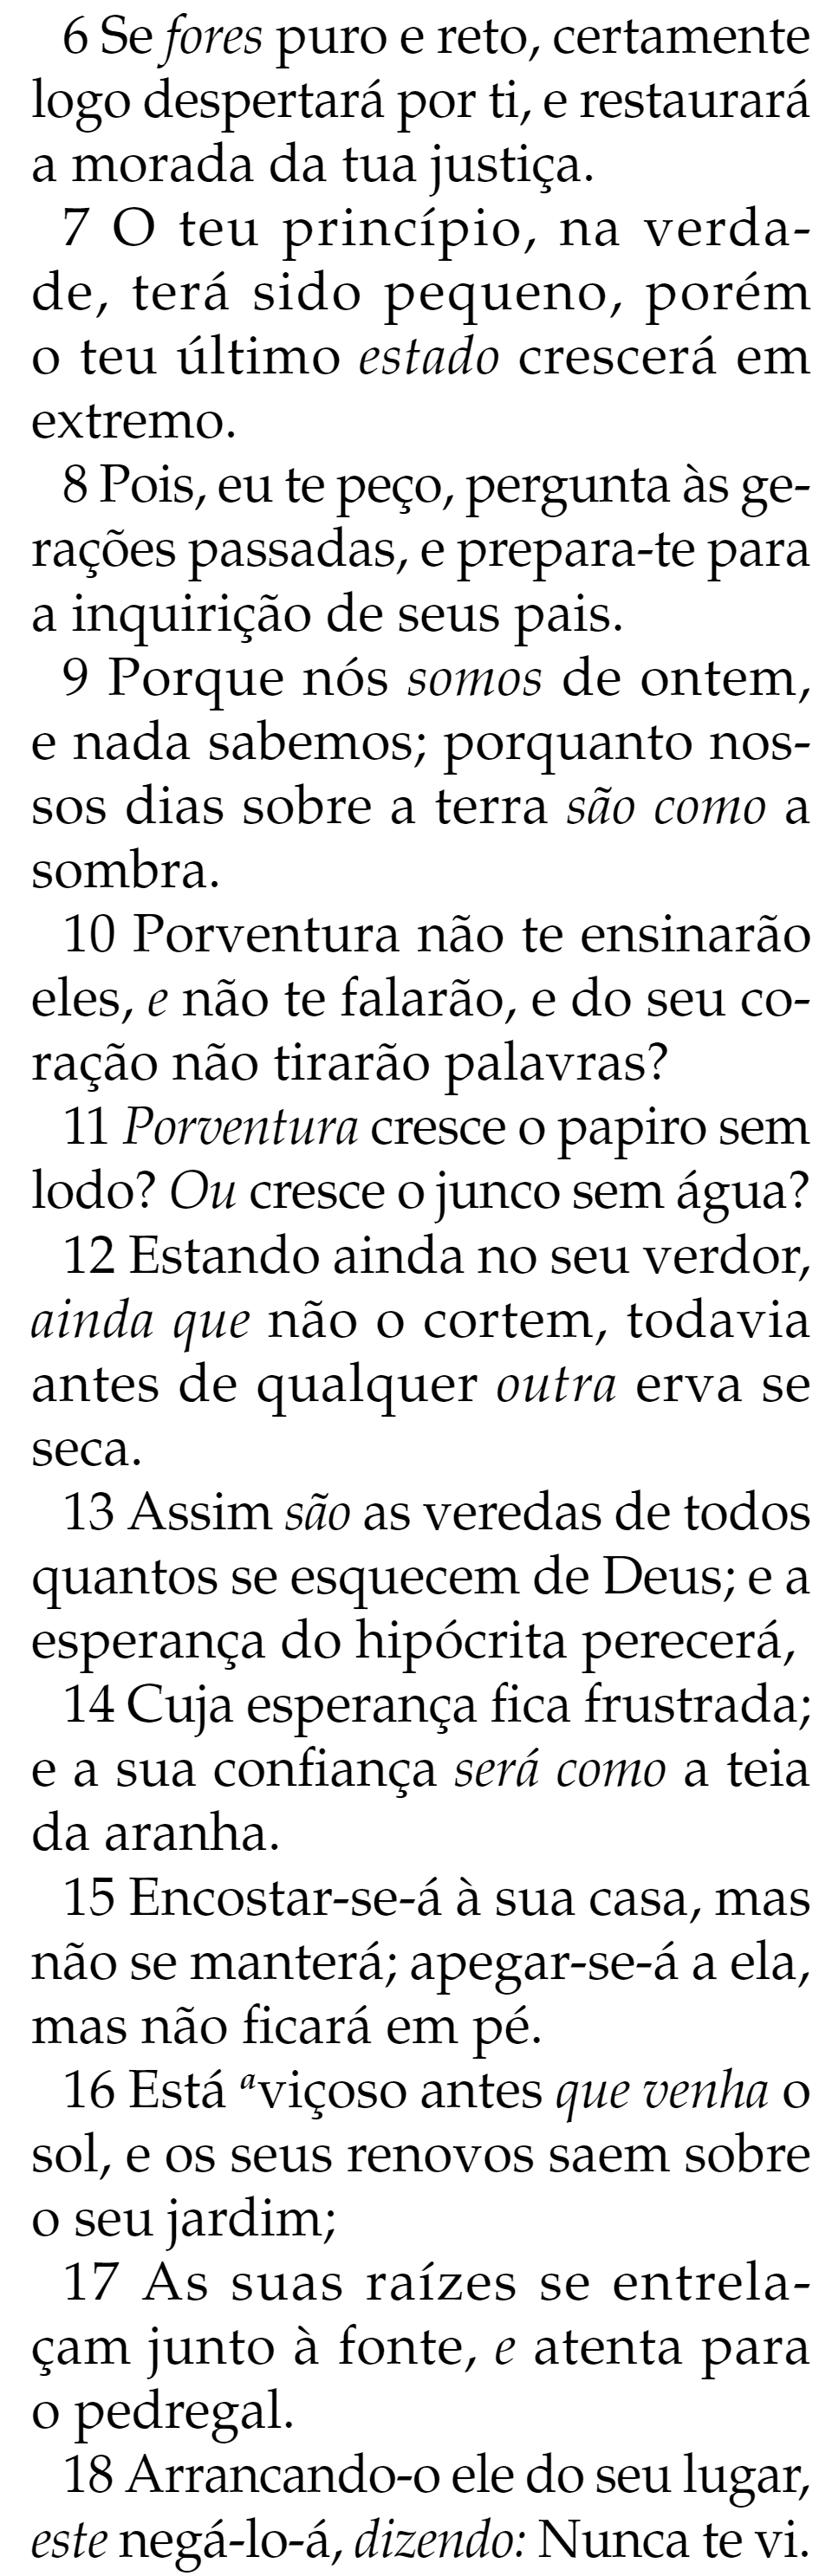 6 Se fores puro e reto, certamente
logo despertará por ti, e restaurará
a morada da tua justiça.
7 O teu princípio, na verda-
de, terá sido pequeno, porém
o teu último estado crescerá em
extremo.
8 Pois, eu te peço, pergunta às ge-
rações passadas, e prepara-te para
a inquirição de seus pais.
9 Porque nós somos de ontem,
e nada sabemos; porquanto nos-
sos dias sobre a terra são como a
sombra.
10 Porventura não te ensinarão
eles, e não te falarão, e do seu co-
ração não tirarão palavras?
11 Porventura cresce o papiro sem
lodo? Ou cresce o junco sem água?
12 Estando ainda no seu verdor,
ainda que não o cortem, todavia
antes de qualquer outra erva se
seca.
13 Assim são as veredas de todos
quantos se esquecem de Deus; e a
esperança do hipócrita perecerá,
14 Cuja esperança fica frustrada;
e a sua confiança será como a teia
da aranha.
15 Encostar-se-á à sua casa, mas
não se manterá; apegar-se-á a ela,
mas não ficará em pé.
16 Está ᵃviçoso antes que venha o
sol, e os seus renovos saem sobre
o seu jardim;
17 As suas raízes se entrela-
çam junto à fonte, e atenta para
o pedregal.
18 Arrancando-o ele do seu lugar,
este negá-lo-á, dizendo: Nunca te vi.